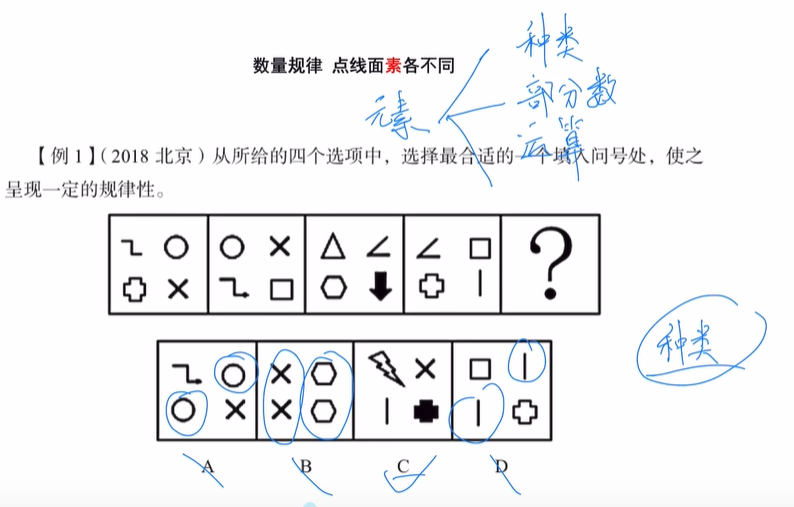 种类
数量规律 点线面素各不同
部分数
元素
运算
【例1】（2018 北京）从所给的四个选项中，选择最合适的一个填入问号处，使之
呈现一定的规律性。
?
种类
A B C D